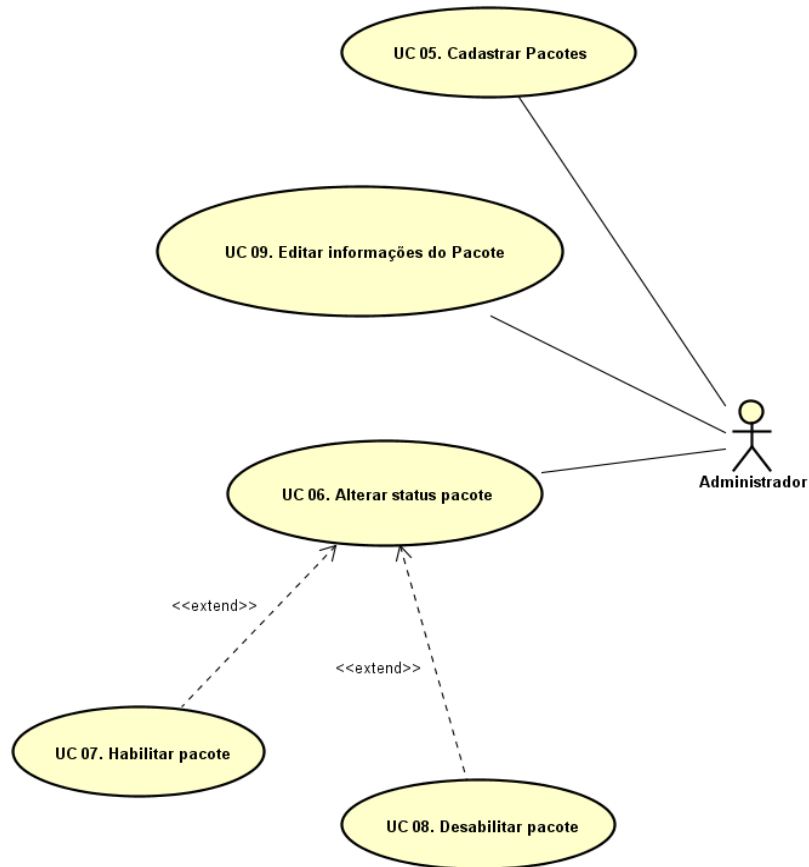 UC 05. Cadastrar Pacotes
UC 09. Editar informações do Pacote
Administrador
UC 06. Alterar status pacote
<<extend>>
<<extend>>
UC 07. Habilitar pacote
UC 08. Desabilitar pacote